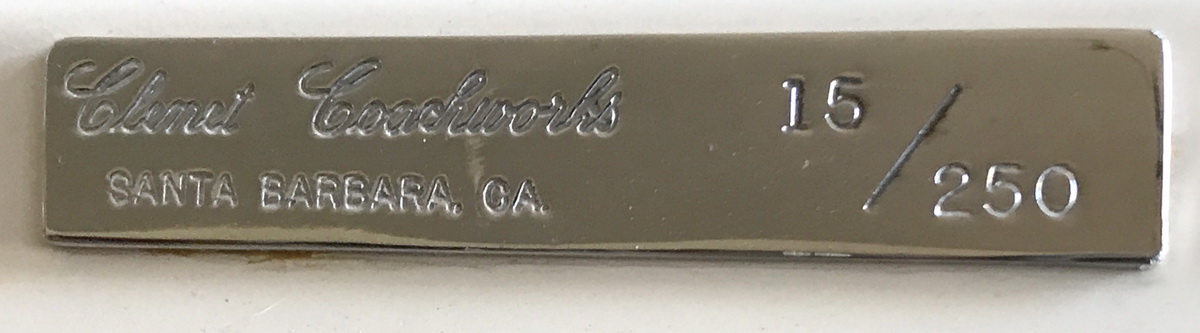 Clenet Coachworks
SANTA BARBARA, CA.
15/250